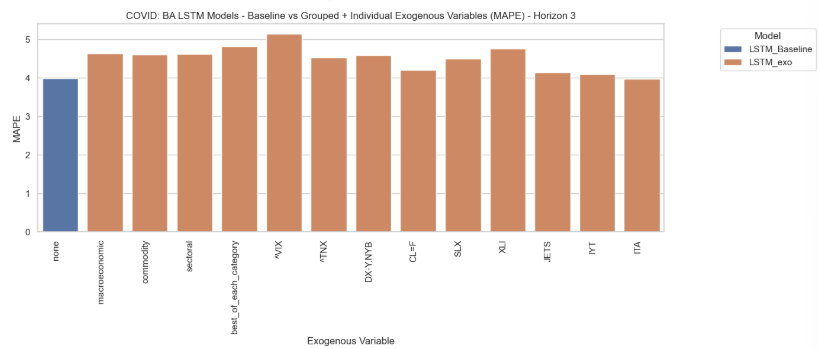 COVID: BA LSTM Models - Baseline vs Grouped + Individual Exogenous Variables (MAPE) - Horizon 3
Model
LSTM_Baseline
LSTM_exo
MAPE
5
4
3
2
1
0
none
macroeconomic
commodity
sectoral
best_of_each_category
^VIX
^TNX
DX-Y.NYB
CL=F
SLX
XLI
JETS
IYT
ITA
Exogenous Variable